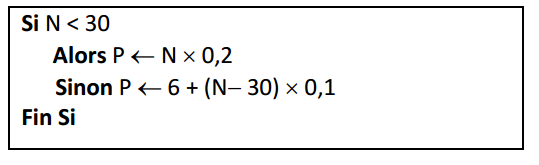 Si N < 30
Alors P ← N × 0,2
Sinon P ← 6 + (N– 30) × 0,1
Fin Si